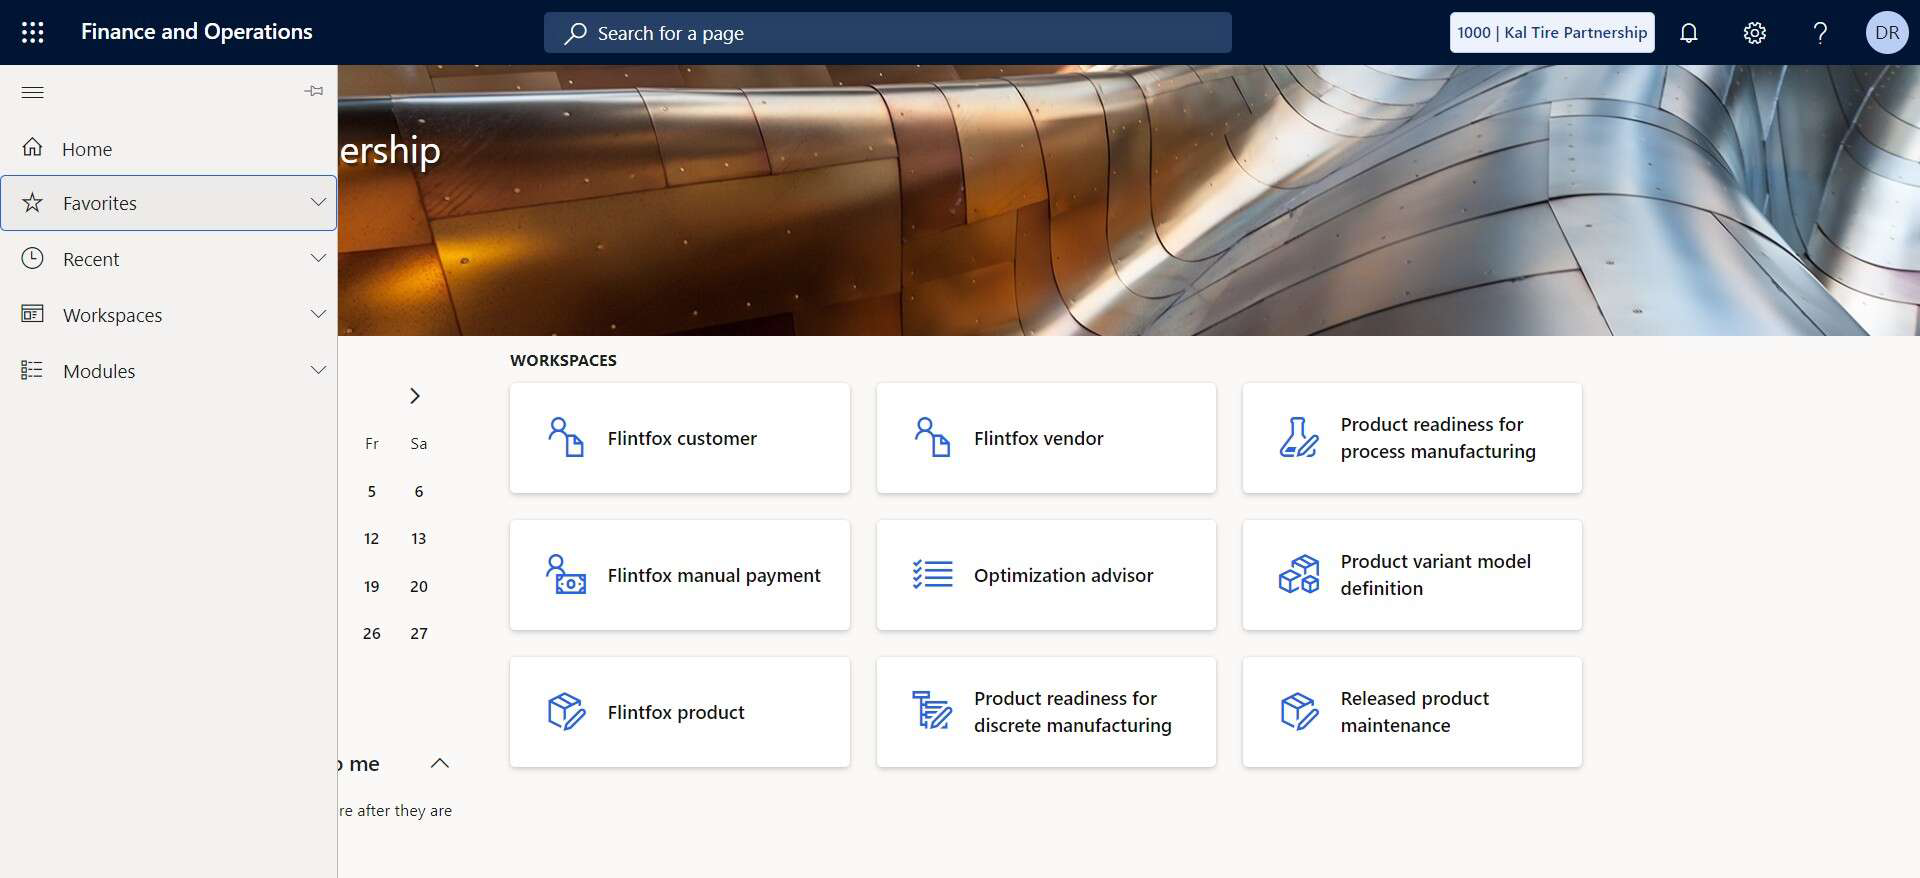 Finance and Operations
Search for a page
1000 | Kal Tire Partnership
DR
Home
Favorites
Recent
Workspaces
Modules
ership
Fr Sa
5 6
12 13
19 20
26 27
me
re after they are
WORKSPACES
Flintfox customer
Flintfox vendor
Product readiness for
process manufacturing
Flintfox manual payment
Optimization advisor
Product variant model
definition
Flintfox product
Product readiness for
discrete manufacturing
Released product
maintenance